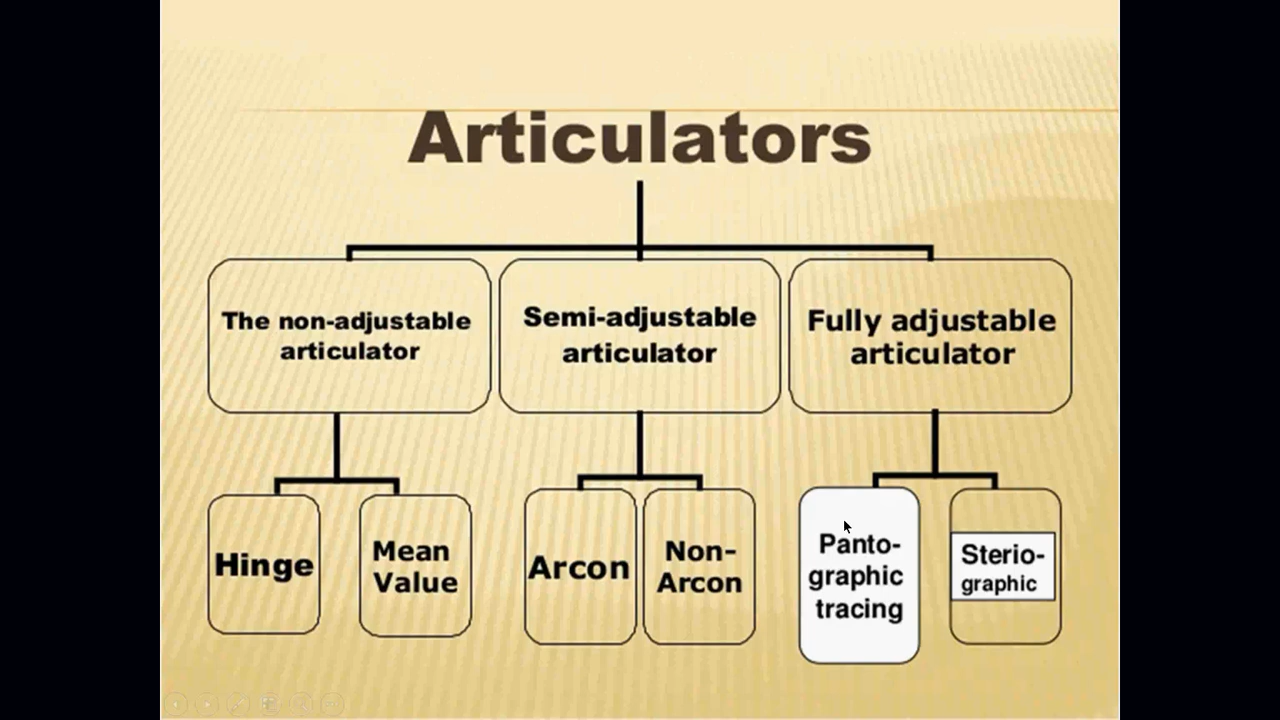 Articulators
The non-adjustable
articulator
Semi-adjustable
articulator
Fully adjustable
articulator
Hinge
Mean
Value
Arcon
Non-
Arcon
Panto-
graphic
tracing
Sterio-
graphic